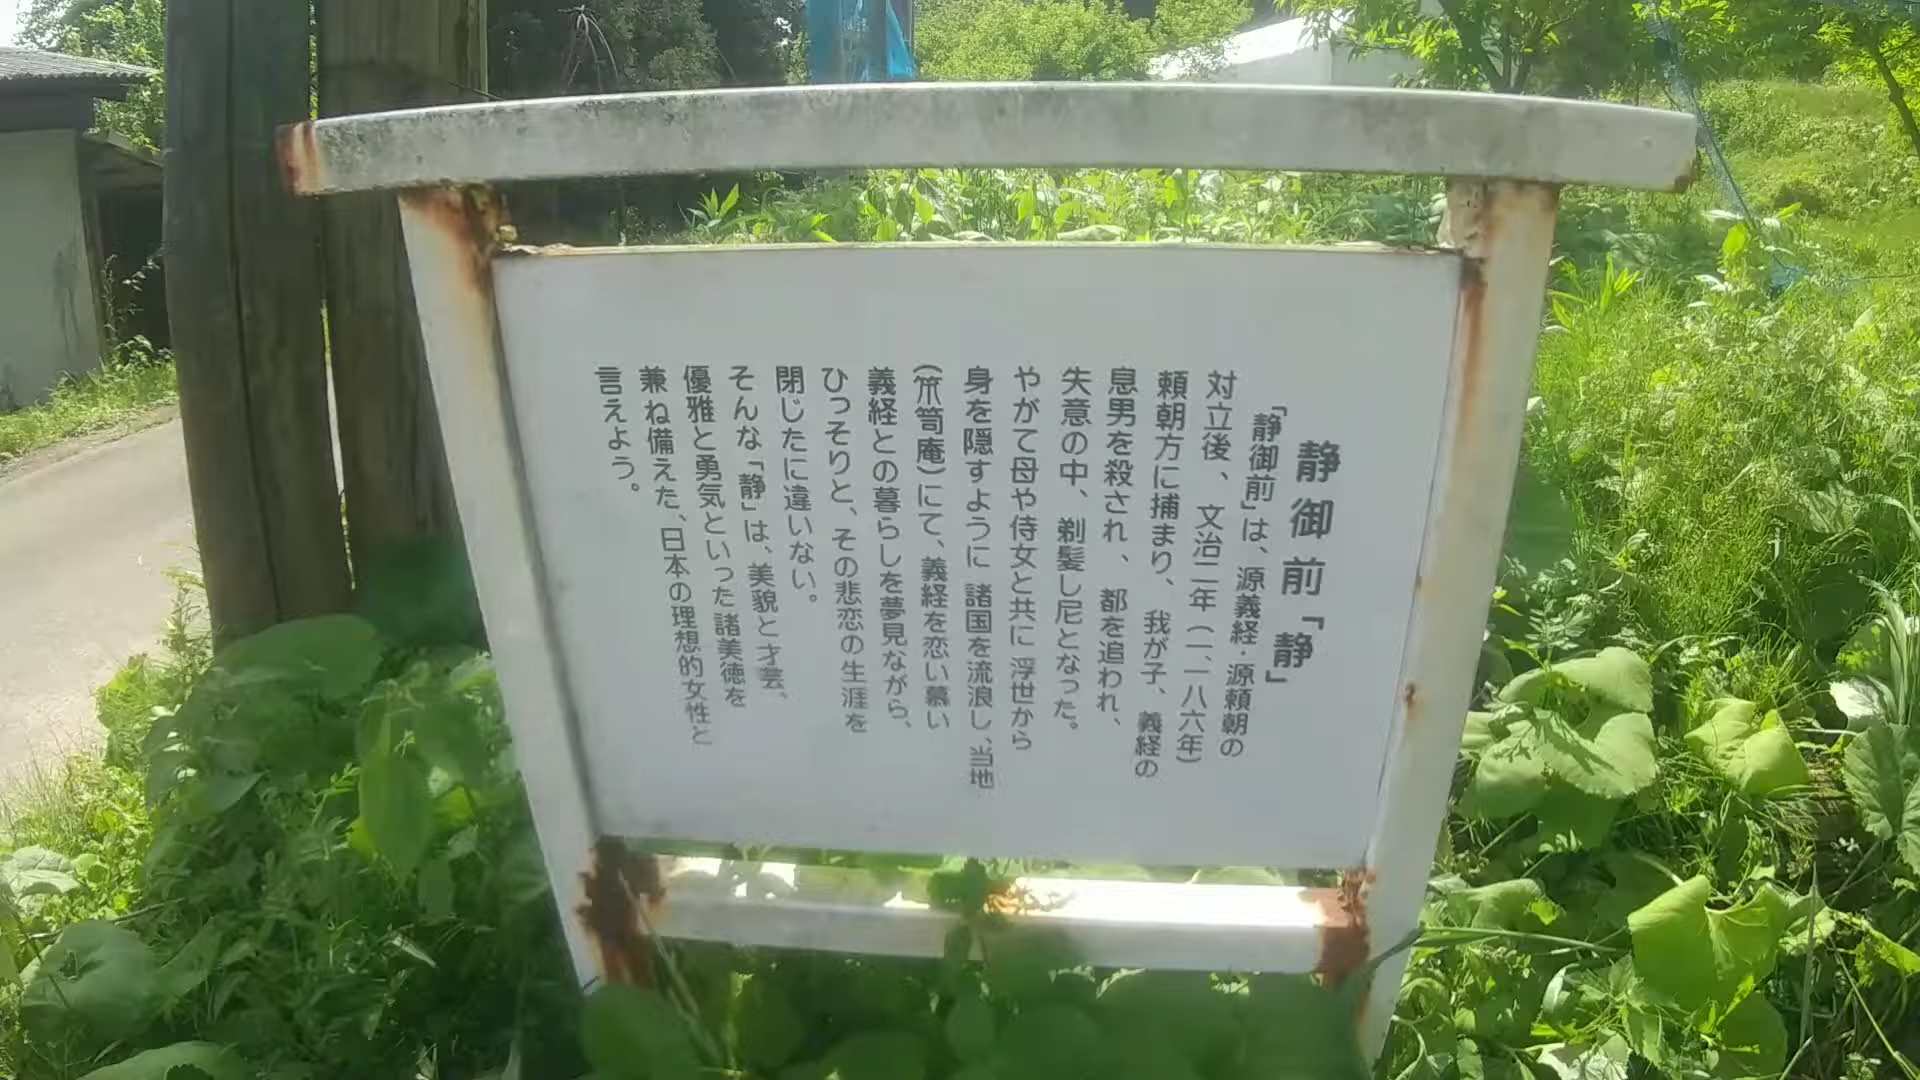 静御前「静」
「静御前」は、源義経・源頼朝の
対立後、文治二年(一、一八六年)
頼朝方に捕まり、我が子、義経の
息男を殺され、都を追われ、
失意の中、剃髪し尼となった。
やがて母や侍女と共に浮世から
身を隠すように諸国を流浪し、当地
(笊笥庵)にて、義経を恋い慕い
義経との暮らしを夢見ながら、
ひっそりと、その悲恋の生涯を
閉じたに違いない。
そんな「静」は、美貌と才芸、
優雅と勇気といった諸美徳を
兼ね備えた、日本の理想的女性と
言えよう。